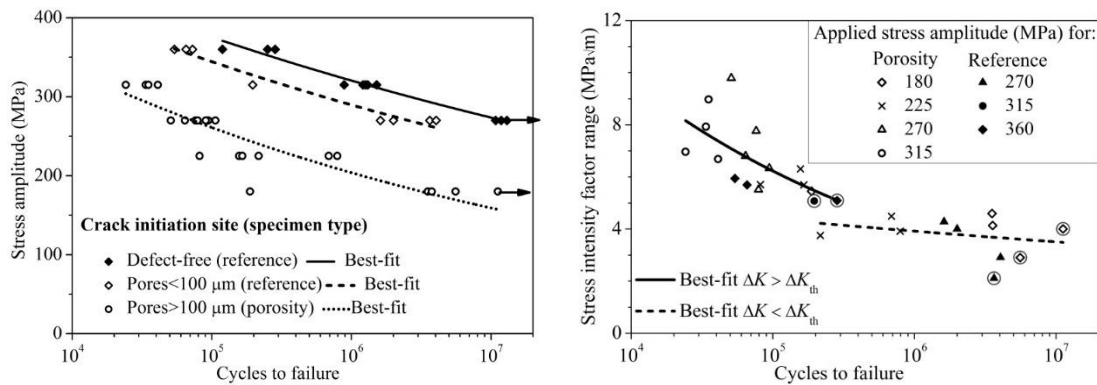 400
300
200
100
0
Stress amplitude (MPa)
Crack initiation site (specimen type)
Defect-free (reference) Best-fit
Pores<100 μm (reference) Best-fit
Pores>100 μm (porosity) Best-fit
10^4 10^5 10^6 10^7
Cycles to failure
12
8
4
0
Stress intensity factor range (MPa√m)
Applied stress amplitude (MPa) for:
Porosity Reference
180 270
225 315
270 360
315
Best-fit ΔK > ΔK_th
Best-fit ΔK < ΔK_th
10^4 10^5 10^6 10^7
Cycles to failure